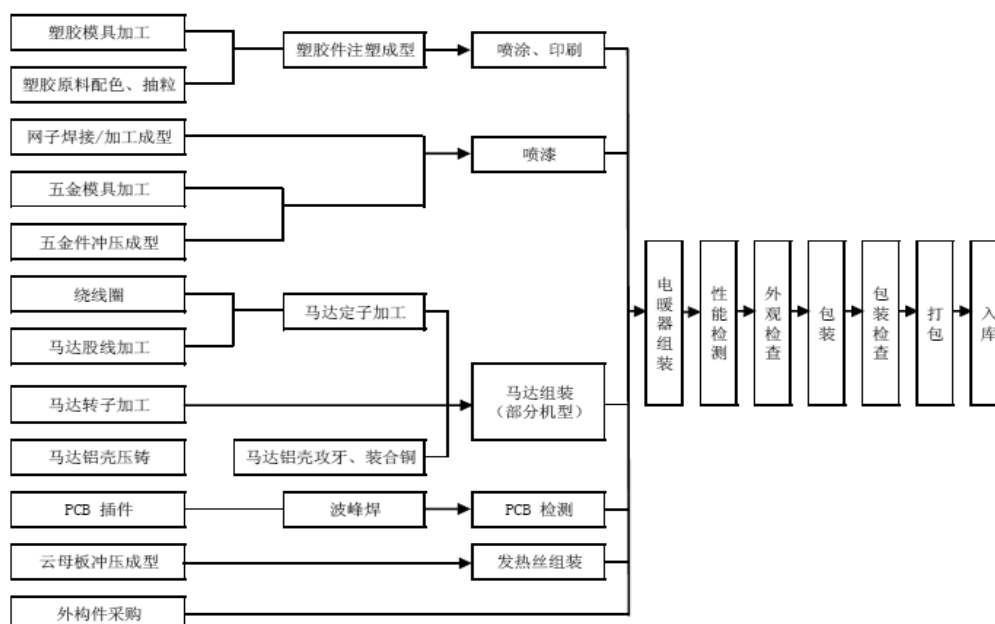 塑胶模具加工
塑胶件注塑成型
喷涂、印刷
塑胶原料配色、抽粒
网子焊接/加工成型
喷漆
五金模具加工
五金件冲压成型
绕线圈
马达定子加工
马达股线加工
马达转子加工
马达组装
（部分机型）
马达铝壳压铸
马达铝壳攻牙、装合铜
PCB 插件
波峰焊
PCB 检测
云母板冲压成型
发热丝组装
外构件采购
电暖器组装
性能检测
外观检查
包装
包装检查
打包
入库